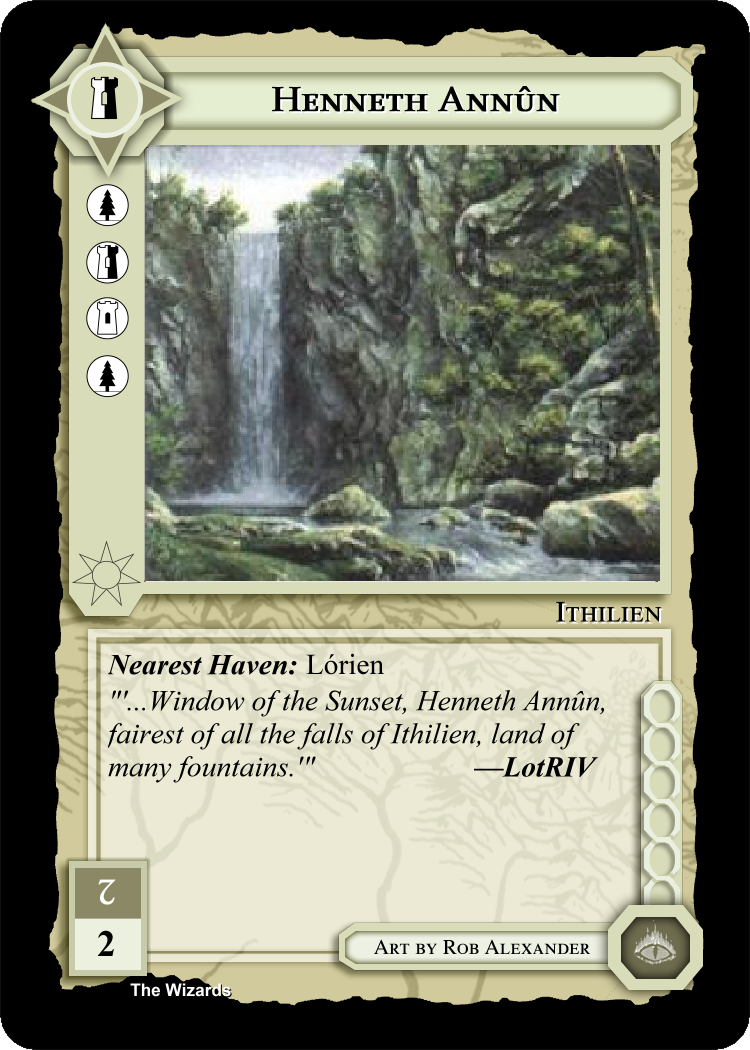 Henneth Annûn
Ithilien
Nearest Haven: Lórien
"'...Window of the Sunset, Henneth Annûn,
fairest of all the falls of Ithilien, land of
many fountains.'" —LotRIV
2
2
Art by Rob Alexander
The Wizards